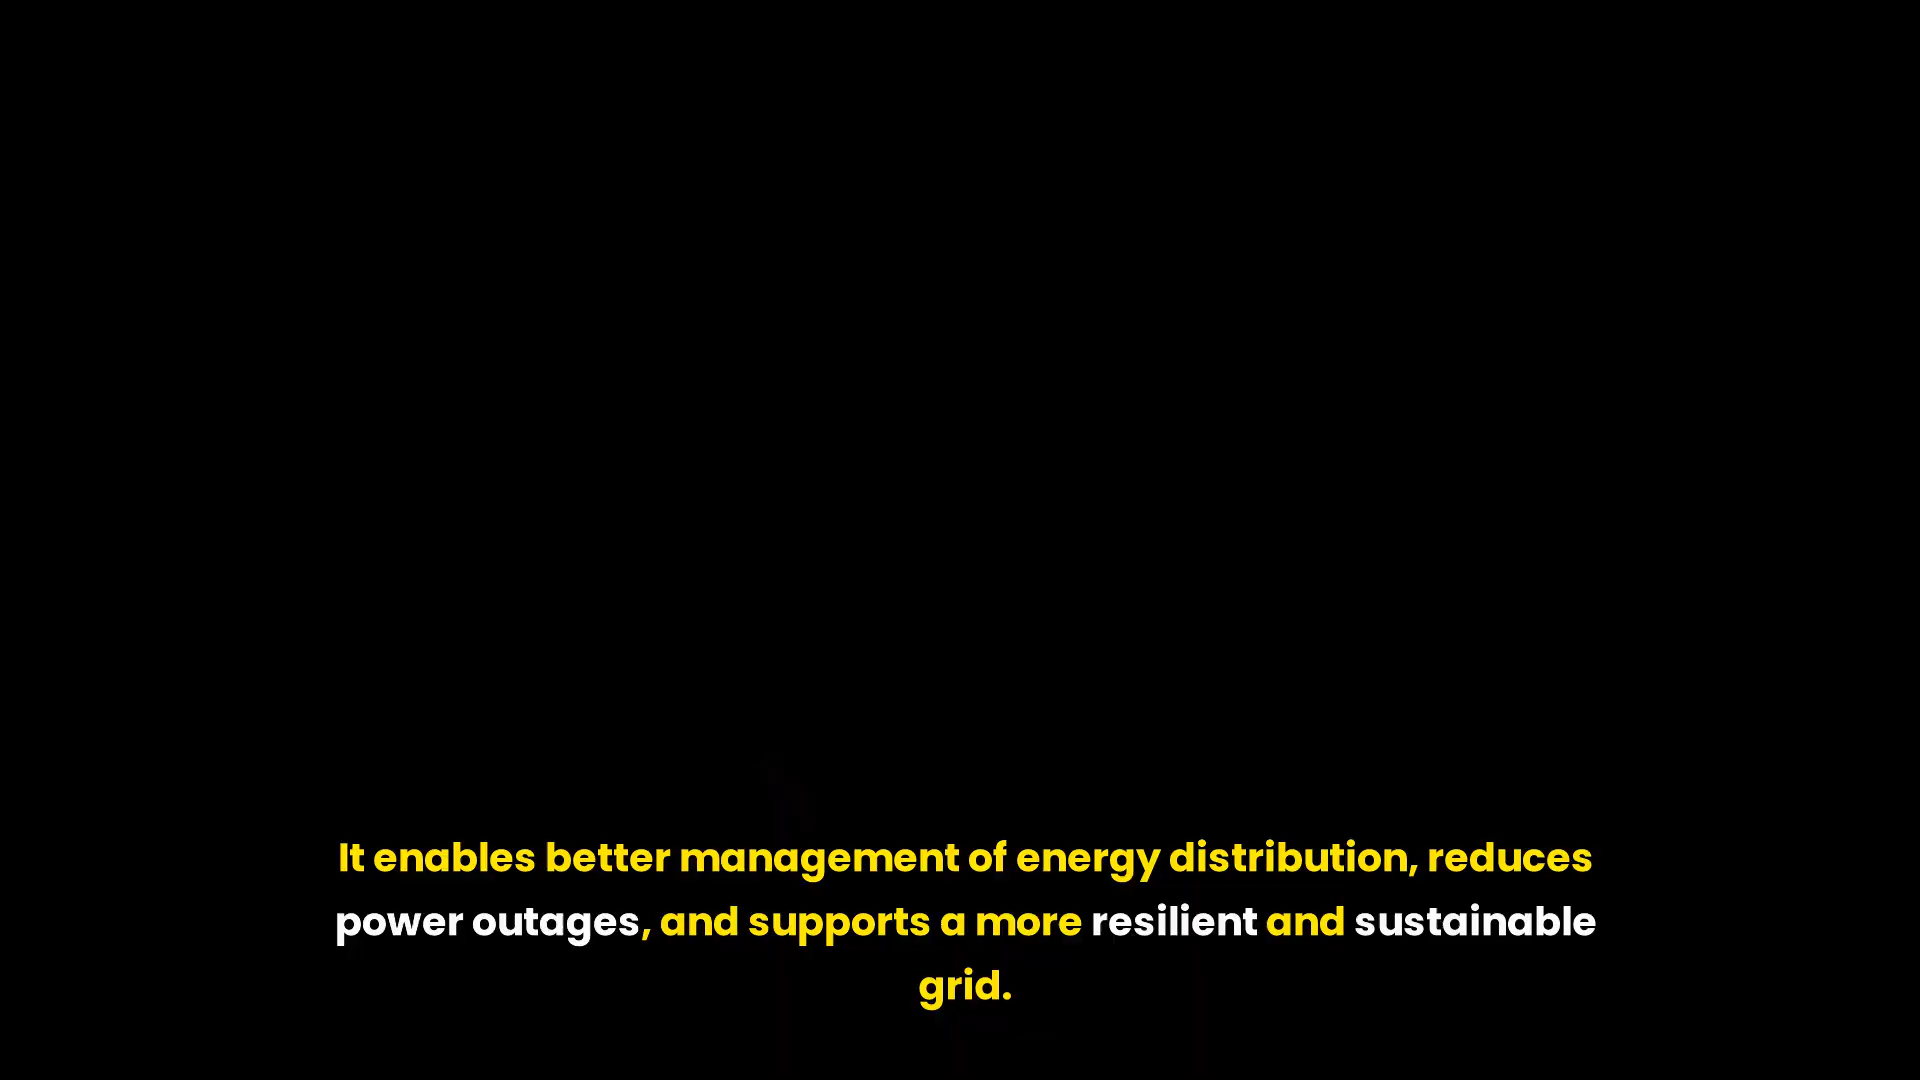 It enables better management of energy distribution, reduces
power outages, and supports a more resilient and sustainable
grid.